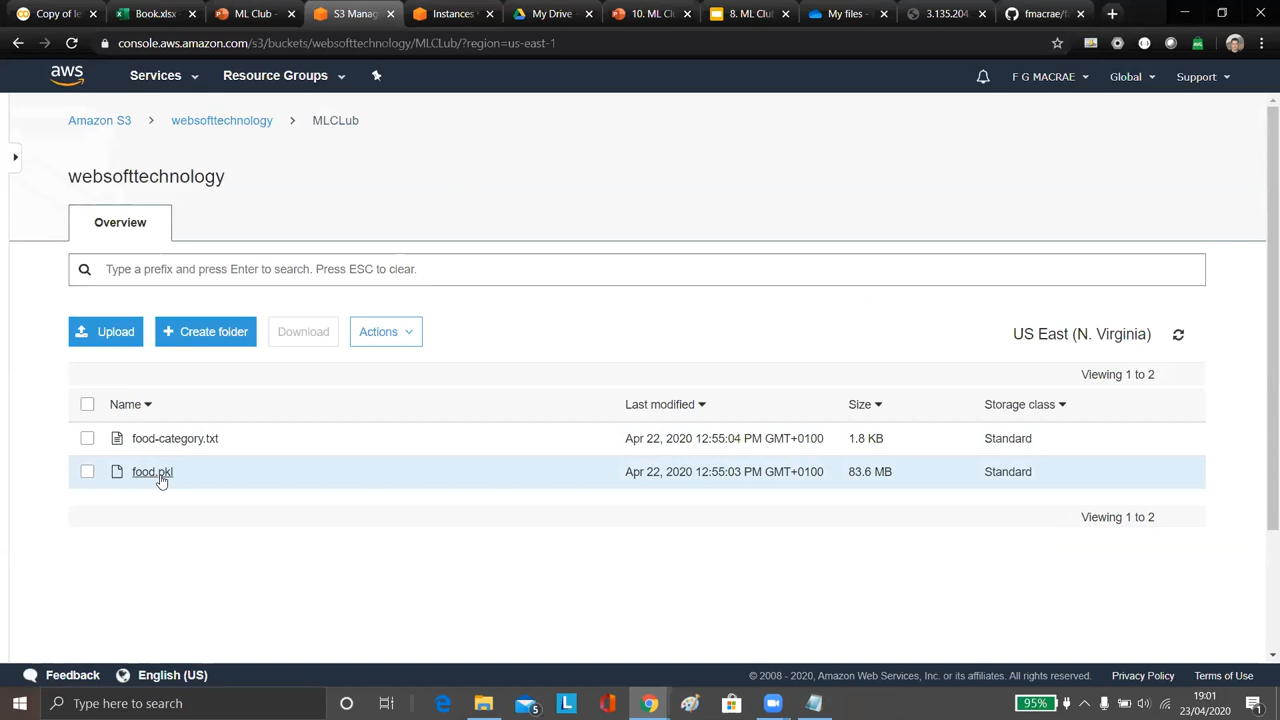 Copy of le
Book.xlsx
ML Club -
S3 Manag
Instances
My Drive
10. ML Clu
8. ML Clu
My files -
3.135.204
fmacrae/f
console.aws.amazon.com/s3/buckets/websofttechnology/MLCLub/?region=us-east-1
aws
Services
Resource Groups
F G MACRAE
Global
Support
Amazon S3
websofttechnology
MLCLub
websofttechnology
Overview
Type a prefix and press Enter to search. Press ESC to clear.
Upload
Create folder
Download
Actions
US East (N. Virginia)
Viewing 1 to 2
Name
Last modified
Size
Storage class
food-category.txt
Apr 22, 2020 12:55:04 PM GMT+0100
1.8 KB
Standard
food.pkl
Apr 22, 2020 12:55:03 PM GMT+0100
83.6 MB
Standard
Viewing 1 to 2
Feedback
English (US)
© 2008 - 2020, Amazon Web Services, Inc. or its affiliates. All rights reserved.
Privacy Policy
Terms of Use
Type here to search
5
L
95%
19:01
23/04/2020
1